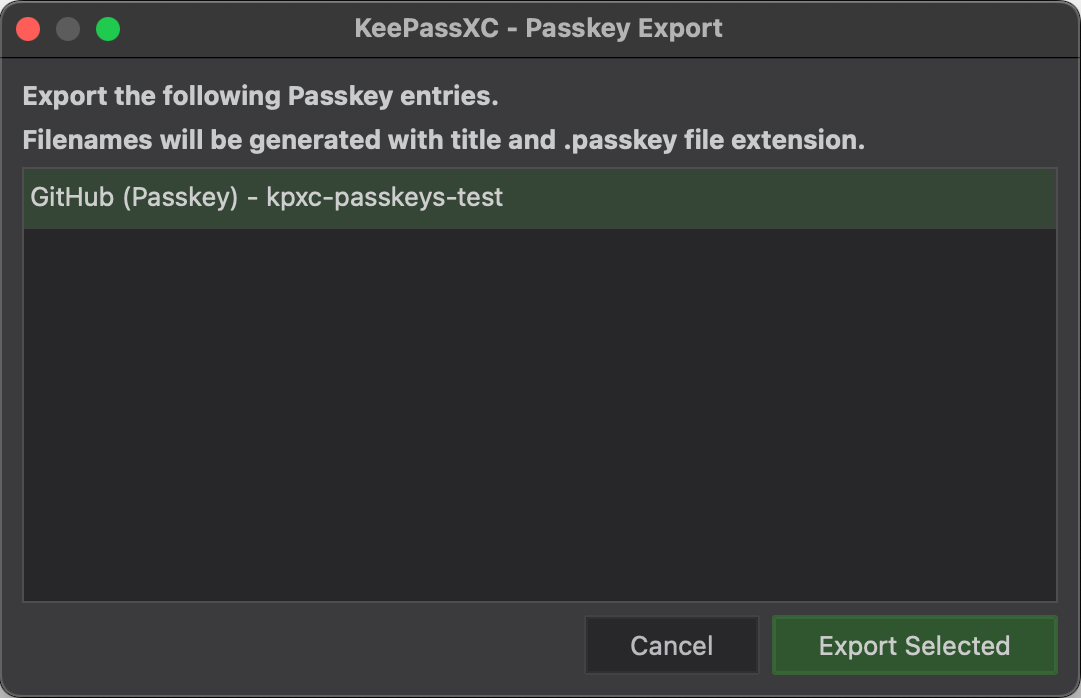 KeePassXC - Passkey Export
Export the following Passkey entries.
Filenames will be generated with title and .passkey file extension.
GitHub (Passkey) - kpxc-passkeys-test
Cancel
Export Selected